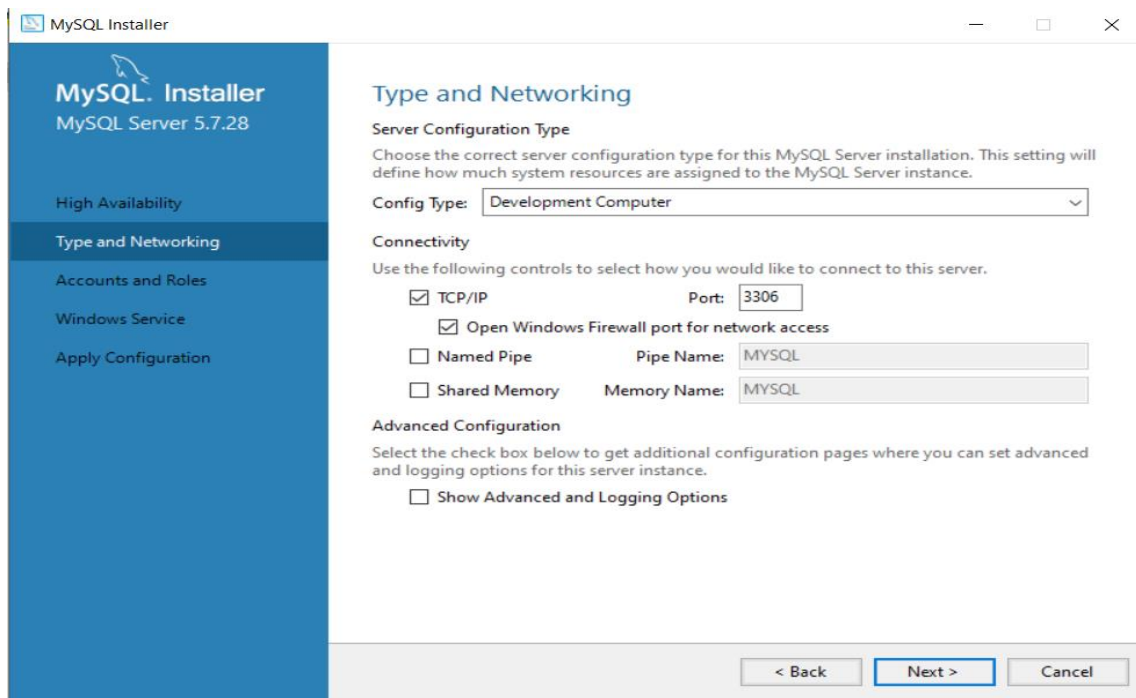 MySQL Installer
MySQL. Installer
MySQL Server 5.7.28
High Availability
Type and Networking
Accounts and Roles
Windows Service
Apply Configuration
Type and Networking
Server Configuration Type
Choose the correct server configuration type for this MySQL Server installation. This setting will
define how much system resources are assigned to the MySQL Server instance.
Config Type: Development Computer
Connectivity
Use the following controls to select how you would like to connect to this server.
TCP/IP Port: 3306
Open Windows Firewall port for network access
Named Pipe Pipe Name: MYSQL
Shared Memory Memory Name: MYSQL
Advanced Configuration
Select the check box below to get additional configuration pages where you can set advanced
and logging options for this server instance.
Show Advanced and Logging Options
< Back Next > Cancel